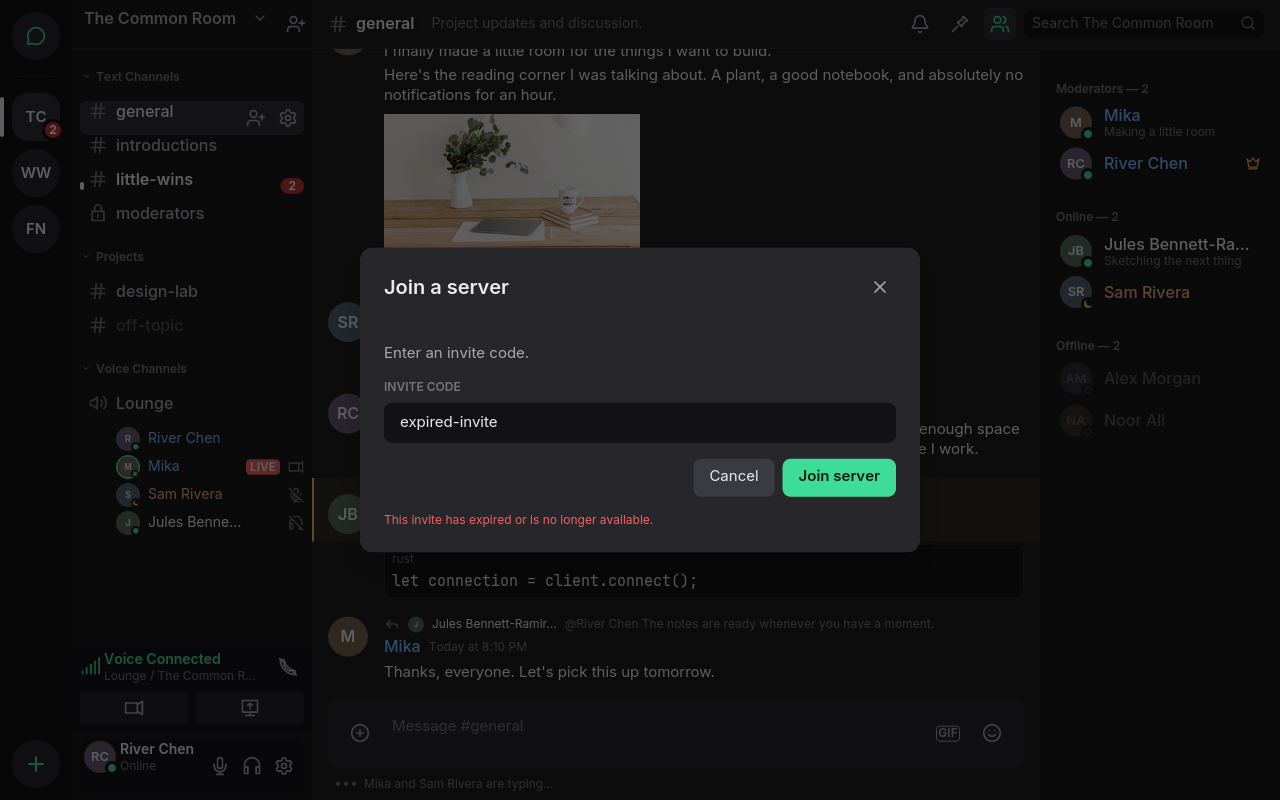 TC
2
WW
FN
The Common Room
Text Channels
general
introductions
little-wins
2
moderators
Projects
design-lab
off-topic
Voice Channels
Lounge
R
River Chen
M
Mika
LIVE
S
Sam Rivera
J
Jules Benne...
Voice Connected
Lounge / The Common R...
RC
River Chen
Online
# general
Project updates and discussion.
Search The Common Room
I finally made a little room for the things I want to build.
Here's the reading corner I was talking about. A plant, a good notebook, and absolutely no
notifications for an hour.
SR
RC
enough space
e I work.
JB
Join a server
Enter an invite code.
INVITE CODE
expired-invite
Cancel
Join server
This invite has expired or is no longer available.
rust
let connection = client.connect();
J
Jules Bennett-Ramir...
@River Chen The notes are ready whenever you have a moment.
M
Mika
Today at 8:10 PM
Thanks, everyone. Let's pick this up tomorrow.
Message #general
GIF
Mika and Sam Rivera are typing...
Moderators — 2
M
Mika
Making a little room
RC
River Chen
Online — 2
JB
Jules Bennett-Ra...
Sketching the next thing
SR
Sam Rivera
Offline — 2
AM
Alex Morgan
NA
Noor Ali